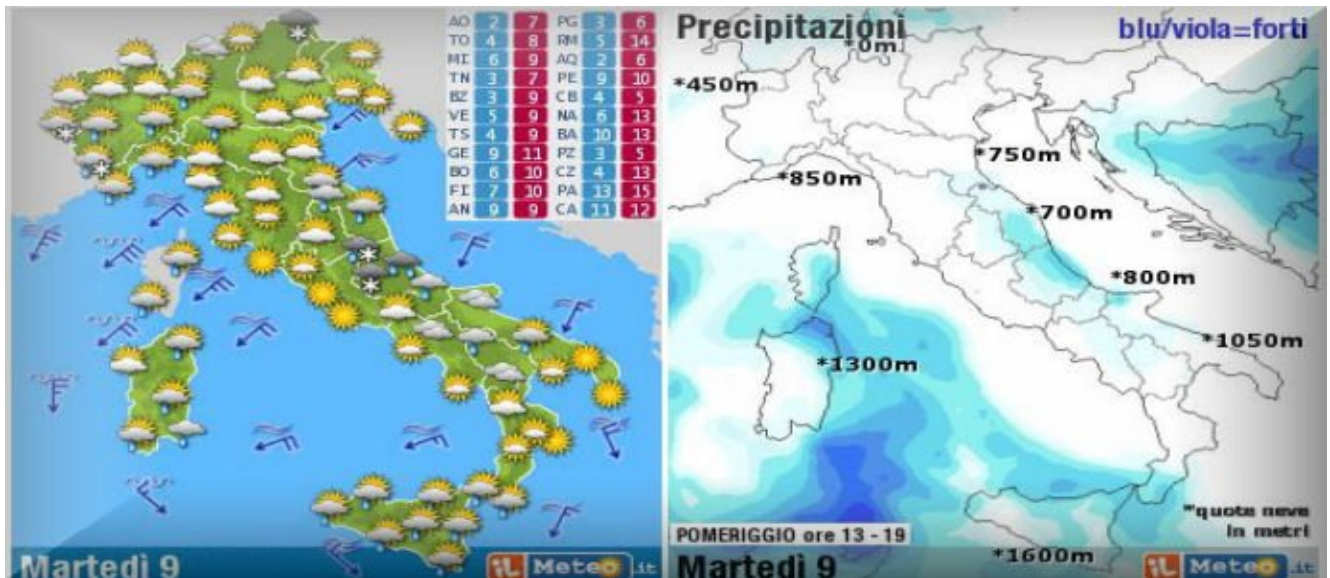 AO 2 7 PG 3 6
TO 4 8 RM 5 14
MI 6 9 AQ 2 6
TN 3 7 PE 9 10
BZ 3 9 CB 4 5
VE 5 9 NA 6 13
TS 4 9 BA 10 13
GE 9 11 PZ 3 5
BO 6 10 CZ 4 13
FI 7 10 PA 13 15
AN 9 9 CA 11 12
Martedì 9
iL Meteo.it
Precipitazioni
blu/viola=forti
*0m
*450m
*750m
*850m
*700m
*800m
*1050m
*1300m
*quote neve
in metri
POMERIGGIO ore 13 - 19
*1600m
Martedì 9
iL Meteo.it